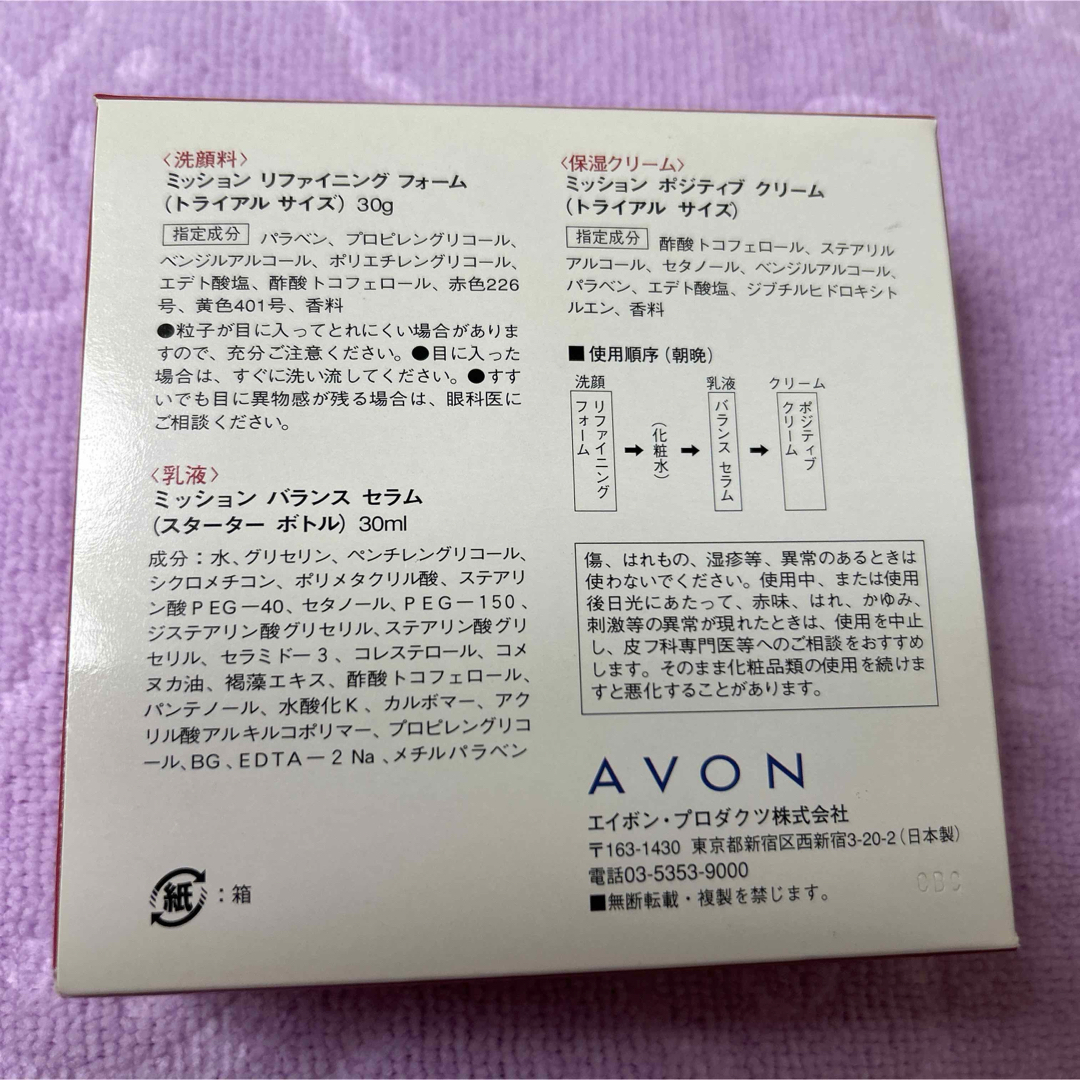 〈洗顔料〉
ミッション リファイニング フォーム
(トライアル サイズ) 30g
指定成分 パラベン、プロピレングリコール、
ベンジルアルコール、ポリエチレングリコール、
エデト酸塩、酢酸トコフェロール、赤色226
号、黄色401号、香料
●粒子が目に入ってとれにくい場合がありま
すので、充分ご注意ください。●目に入った
場合は、すぐに洗い流してください。●すす
いでも目に異物感が残る場合は、眼科医に
ご相談ください。
〈乳液〉
ミッション バランス セラム
(スターター ボトル) 30ml
成分：水、グリセリン、ペンチレングリコール、
シクロメチコン、ポリメタクリル酸、ステアリ
ン酸PEG－40、セタノール、PEG－150、
ジステアリン酸グリセリル、ステアリン酸グリ
セリル、セラミド－3、コレステロール、コメ
ヌカ油、褐藻エキス、酢酸トコフェロール、
パンテノール、水酸化K、カルボマー、アク
リル酸アルキルコポリマー、プロピレングリコ
ール、BG、EDTA－2Na、メチルパラベン
紙：箱
〈保湿クリーム〉
ミッション ポジティブ クリーム
(トライアル サイズ)
指定成分 酢酸トコフェロール、ステアリル
アルコール、セタノール、ベンジルアルコール、
パラベン、エデト酸塩、ジブチルヒドロキシト
ルエン、香料
■使用順序(朝晩)
洗顔
リファイニング
フォーム
➡
(化粧水)
➡
乳液
バランス セラム
➡
クリーム
ポジティブ
クリーム
傷、はれもの、湿疹等、異常のあるときは
使わないでください。使用中、または使用
後日光にあたって、赤味、はれ、かゆみ、
刺激等の異常が現れたときは、使用を中止
し、皮フ科専門医等へのご相談をおすすめ
します。そのまま化粧品類の使用を続けま
すと悪化することがあります。
AVON
エイボン・プロダクツ株式会社
〒163-1430 東京都新宿区西新宿3-20-2(日本製)
電話03-5353-9000
■無断転載・複製を禁じます。
CBC